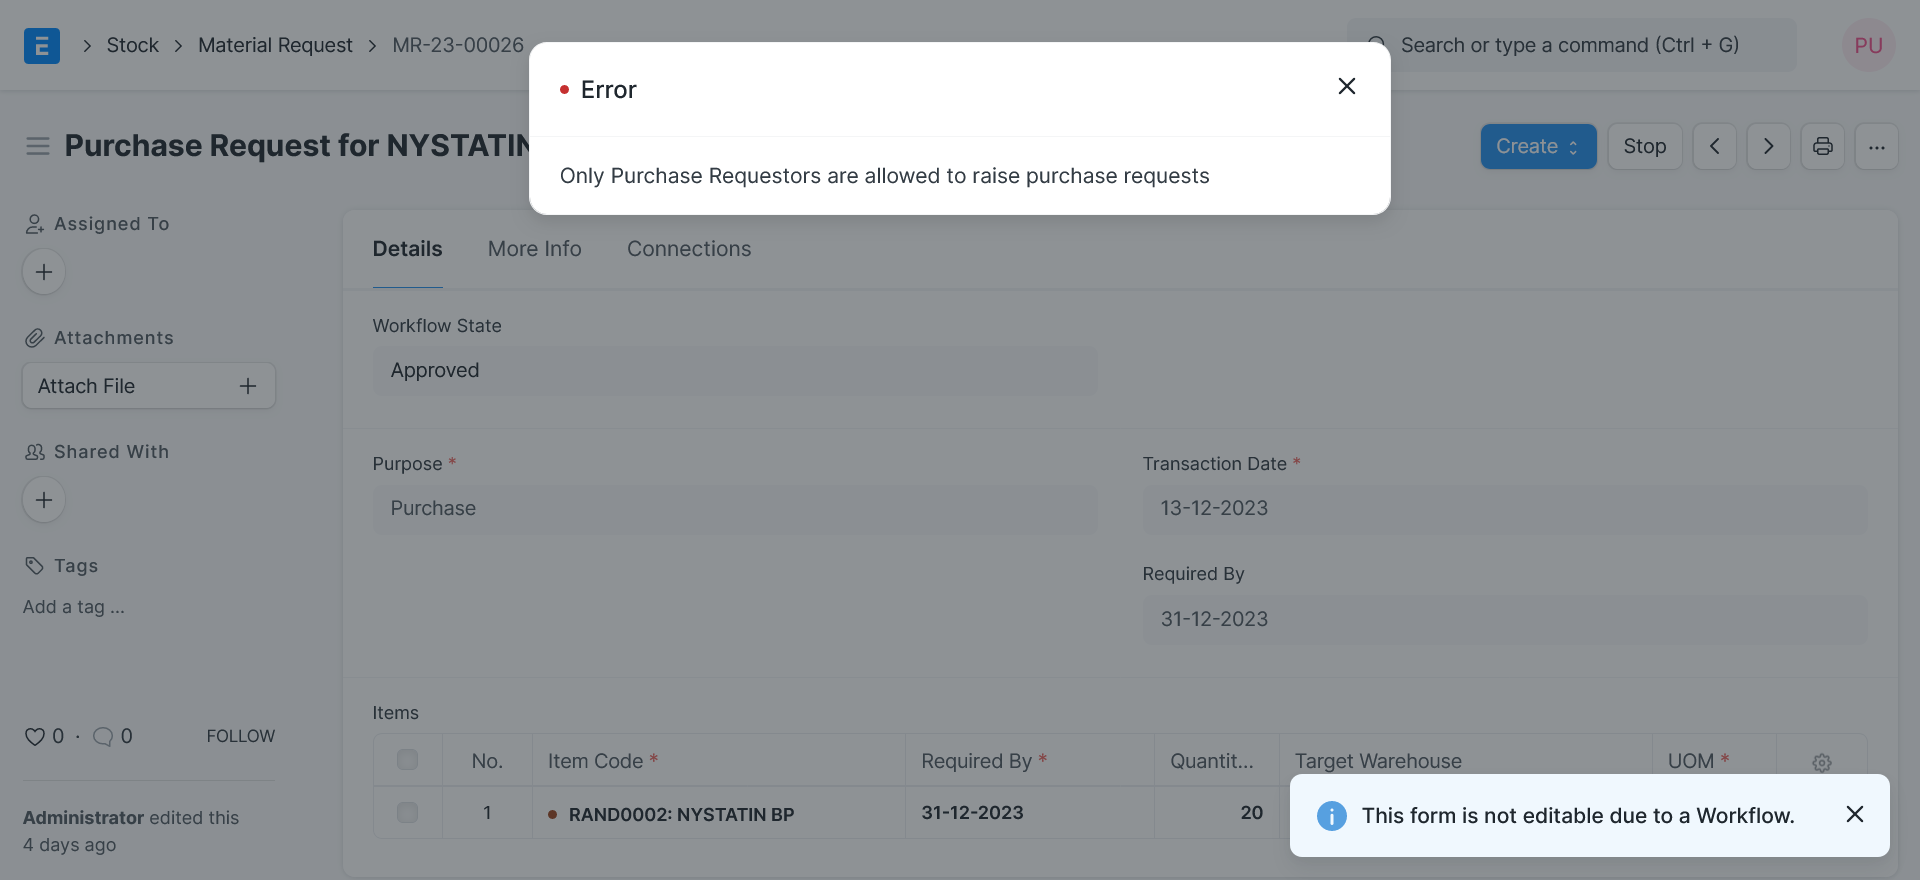 E > Stock > Material Request > MR-23-00026
Search or type a command (Ctrl + G)
PU
Error
Only Purchase Requestors are allowed to raise purchase requests
Purchase Request for NYSTATIN
Create
Stop
...
Assigned To
Attachments
Attach File
Shared With
Tags
Add a tag ...
0 · 0 FOLLOW
Administrator edited this
4 days ago
Details More Info Connections
Workflow State
Approved
Purpose *
Purchase
Transaction Date *
13-12-2023
Required By
31-12-2023
Items
No. Item Code * Required By * Quantit... Target Warehouse UOM *
1 RAND0002: NYSTATIN BP 31-12-2023 20
This form is not editable due to a Workflow.